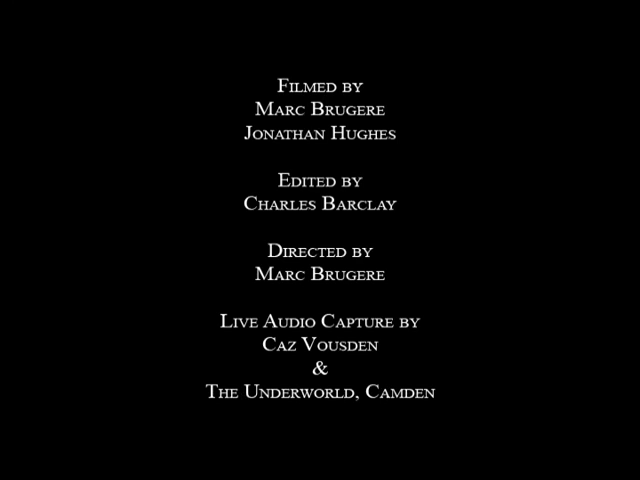 Filmed by
Marc Brugere
Jonathan Hughes
Edited by
Charles Barclay
Directed by
Marc Brugere
Live Audio Capture by
Caz Vousden
&
The Underworld, Camden